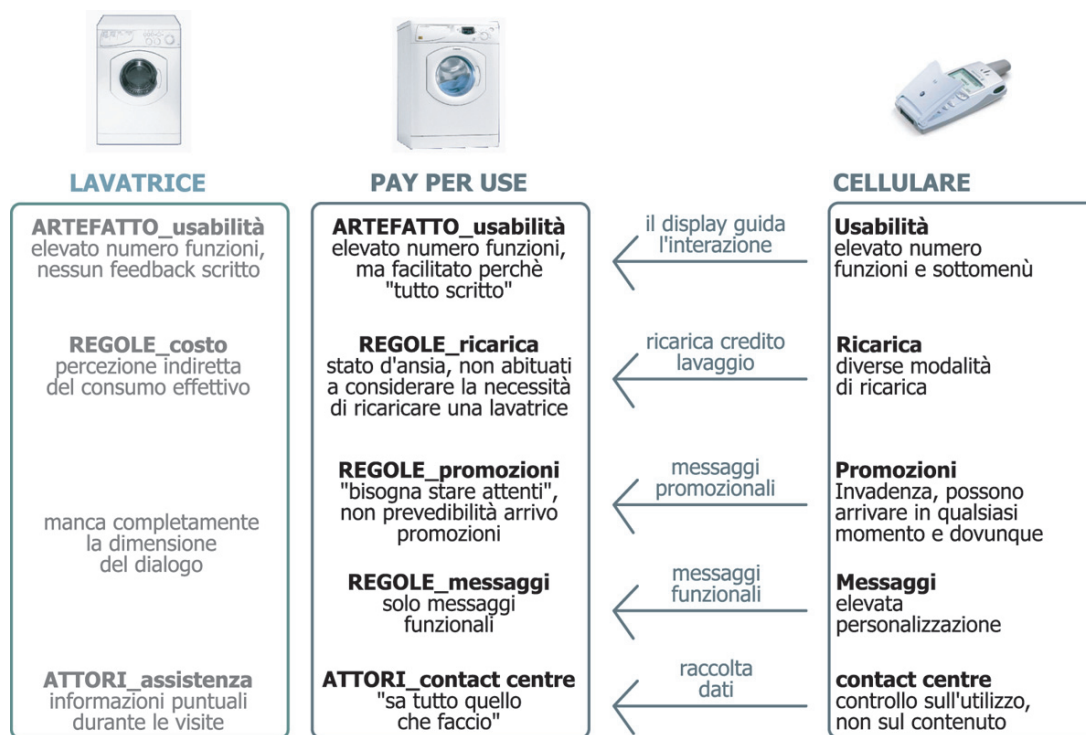 LAVATRICE
ARTEFATTO_usabilità
elevato numero funzioni,
nessun feedback scritto
REGOLE_costo
percezione indiretta
del consumo effettivo
manca completamente
la dimensione
del dialogo
ATTORI_assistenza
informazioni puntuali
durante le visite
PAY PER USE
ARTEFATTO_usabilità
elevato numero funzioni,
ma facilitato perchè
"tutto scritto"
REGOLE_ricarica
stato d'ansia, non abituati
a considerare la necessità
di ricaricare una lavatrice
REGOLE_promozioni
"bisogna stare attenti",
non prevedibilità arrivo
promozioni
REGOLE_messaggi
solo messaggi
funzionali
ATTORI_contact centre
"sa tutto quello
che faccio"
il display guida
l'interazione
ricarica credito
lavaggio
messaggi
promozionali
messaggi
funzionali
raccolta
dati
CELLULARE
Usabilità
elevato numero
funzioni e sottomenù
Ricarica
diverse modalità
di ricarica
Promozioni
Invadenza, possono
arrivare in qualsiasi
momento e dovunque
Messaggi
elevata
personalizzazione
contact centre
controllo sull'utilizzo,
non sul contenuto